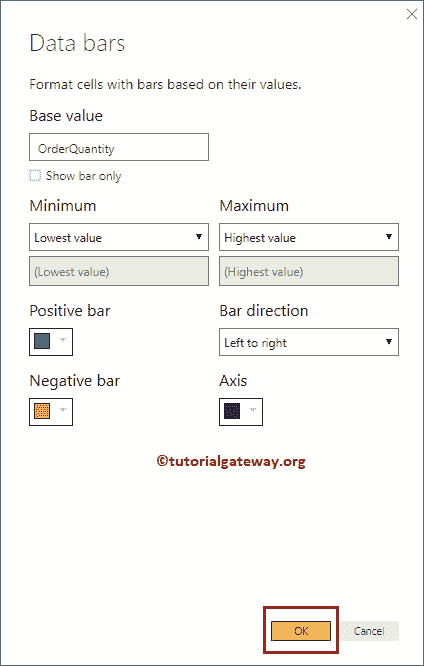 Data bars
Format cells with bars based on their values.
Base value
OrderQuantity
Show bar only
Minimum Maximum
Lowest value Highest value
(Lowest value) (Highest value)
Positive bar Bar direction
Left to right
Negative bar Axis
©tutorialgateway.org
OK Cancel